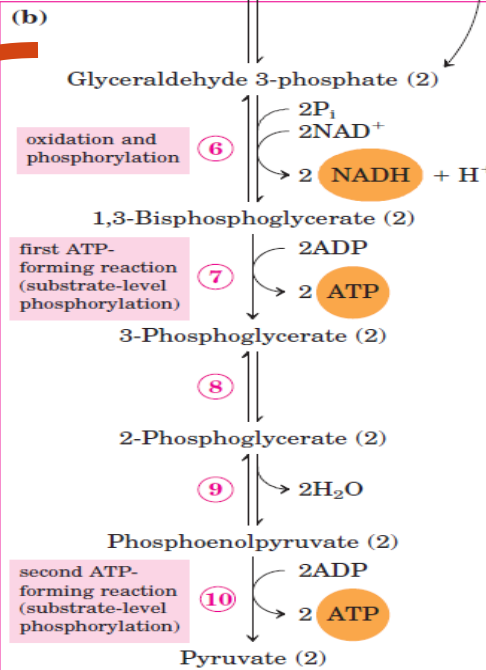 (b)
Glyceraldehyde 3-phosphate (2)
2Pᵢ
2NAD⁺
oxidation and
phosphorylation
6
2 NADH + H⁺
1,3-Bisphosphoglycerate (2)
first ATP-
forming reaction
(substrate-level
phosphorylation)
7
2ADP
2 ATP
3-Phosphoglycerate (2)
8
2-Phosphoglycerate (2)
9
2H₂O
Phosphoenolpyruvate (2)
second ATP-
forming reaction
(substrate-level
phosphorylation)
10
2ADP
2 ATP
Pyruvate (2)